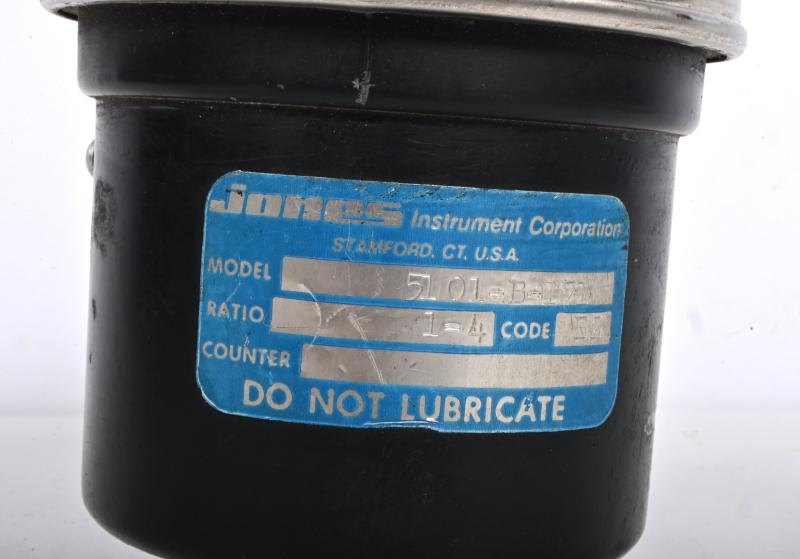 Jones Instrument Corporation
STAMFORD, CT. U.S.A.
MODEL
RATIO 1-4 CODE
COUNTER
DO NOT LUBRICATE